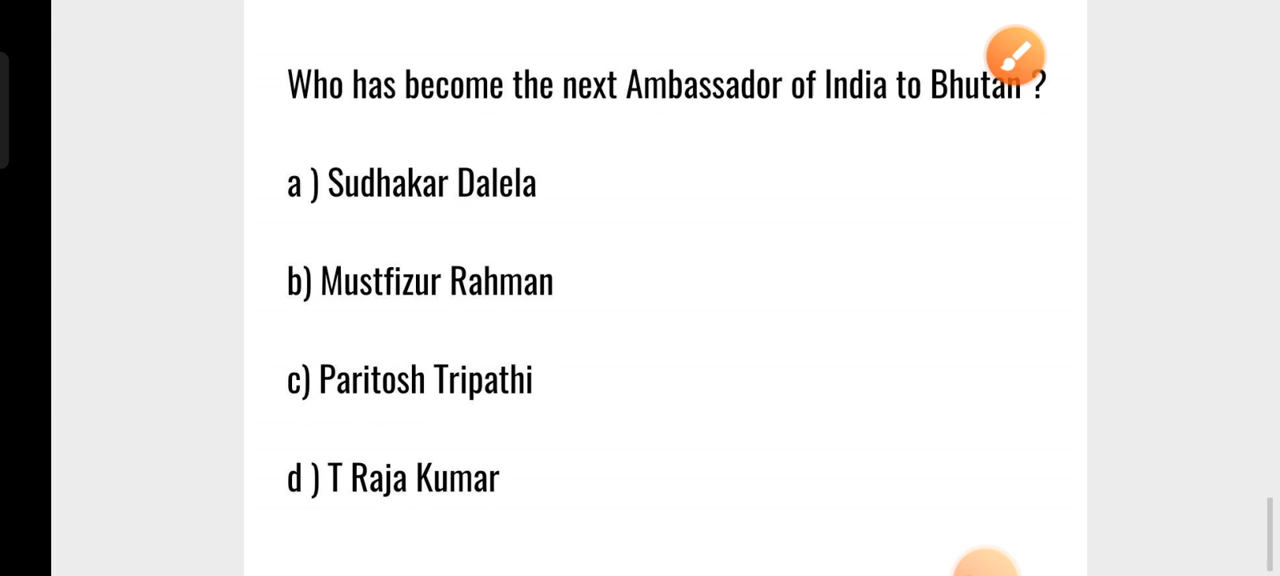 Who has become the next Ambassador of India to Bhutan ?
a ) Sudhakar Dalela
b) Mustfizur Rahman
c) Paritosh Tripathi
d ) T Raja Kumar